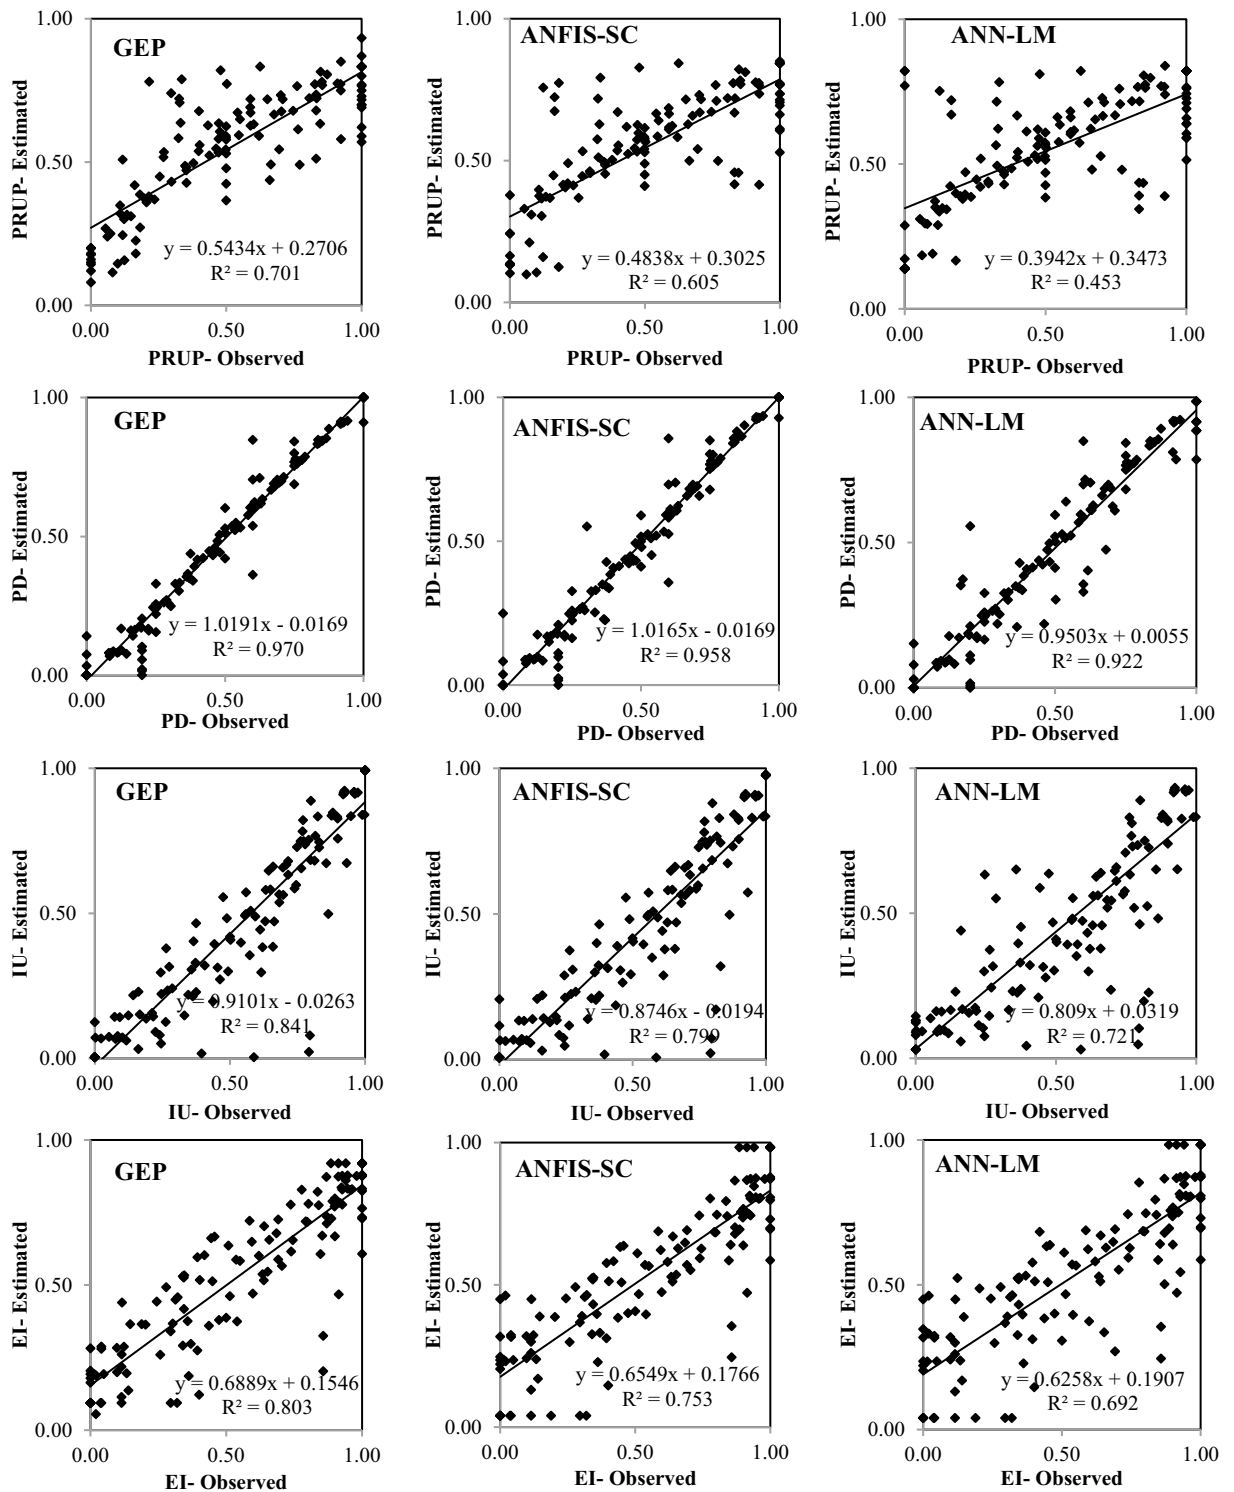 1.00
GEP
PRUP- Estimated
0.50
y = 0.5434x + 0.2706
R² = 0.701
0.00
0.00 0.50 1.00
PRUP- Observed
1.00
ANFIS-SC
PRUP- Estimated
0.50
y = 0.4838x + 0.3025
R² = 0.605
0.00
0.00 0.50 1.00
PRUP- Observed
1.00
ANN-LM
PRUP- Estimated
0.50
y = 0.3942x + 0.3473
R² = 0.453
0.00
0.00 0.50 1.00
PRUP- Observed
1.00
GEP
PD- Estimated
0.50
y = 1.0191x - 0.0169
R² = 0.970
0.00
0.00 0.50 1.00
PD- Observed
1.00
ANFIS-SC
PD- Estimated
0.50
y = 1.0165x - 0.0169
R² = 0.958
0.00
0.00 0.50 1.00
PD- Observed
1.00
ANN-LM
PD- Estimated
0.50
y = 0.9503x + 0.0055
R² = 0.922
0.00
0.00 0.50 1.00
PD- Observed
1.00
GEP
IU- Estimated
0.50
y = 0.9101x - 0.0263
R² = 0.841
0.00
0.00 0.50 1.00
IU- Observed
1.00
ANFIS-SC
IU- Estimated
0.50
y = 0.8746x - 0.0194
R² = 0.799
0.00
0.00 0.50 1.00
IU- Observed
1.00
ANN-LM
IU- Estimated
0.50
y = 0.809x + 0.0319
R² = 0.721
0.00
0.00 0.50 1.00
IU- Observed
1.00
GEP
EI- Estimated
0.50
y = 0.6889x + 0.1546
R² = 0.803
0.00
0.00 0.50 1.00
EI- Observed
1.00
ANFIS-SC
EI- Estimated
0.50
y = 0.6549x + 0.1766
R² = 0.753
0.00
0.00 0.50 1.00
EI- Observed
1.00
ANN-LM
EI- Estimated
0.50
y = 0.6258x + 0.1907
R² = 0.692
0.00
0.00 0.50 1.00
EI- Observed